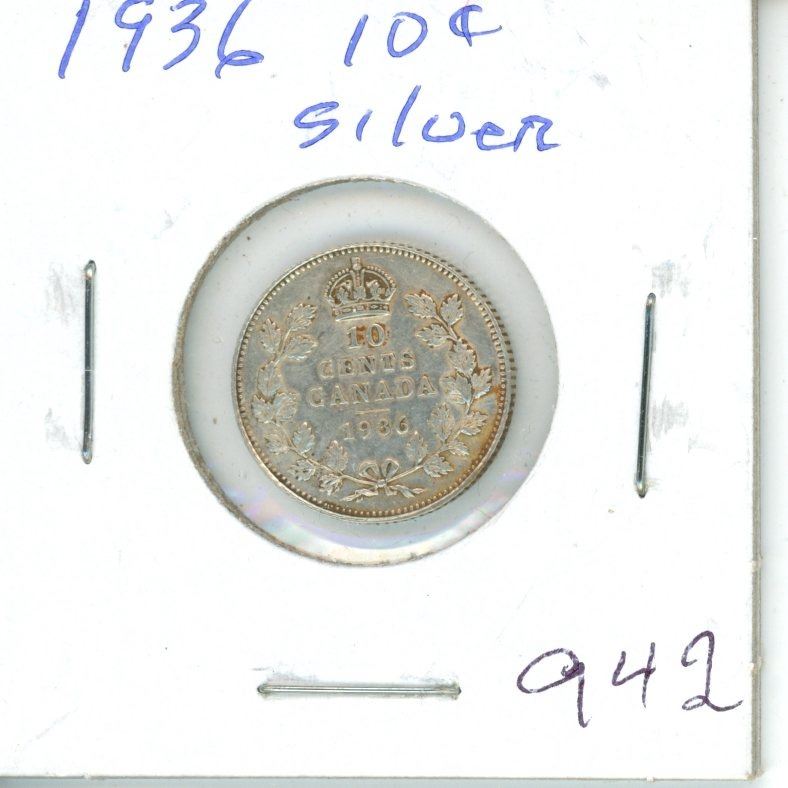 1936 10¢
silver
10
CENTS
CANADA
1936
942